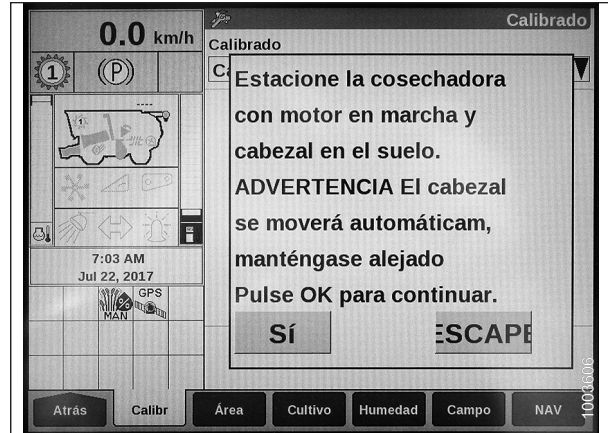 0.0 km/h
Calibrado
Calibrado
1
(P)
Estacione la cosechadora
con motor en marcha y
cabezal en el suelo.
ADVERTENCIA El cabezal
se moverá automáticam,
manténgase alejado
Pulse OK para continuar.
Sí
ESCAPE
7:03 AM
Jul 22, 2017
GPS
MAN
Atrás
Calibr
Área
Cultivo
Humedad
Campo
NAV
1003606